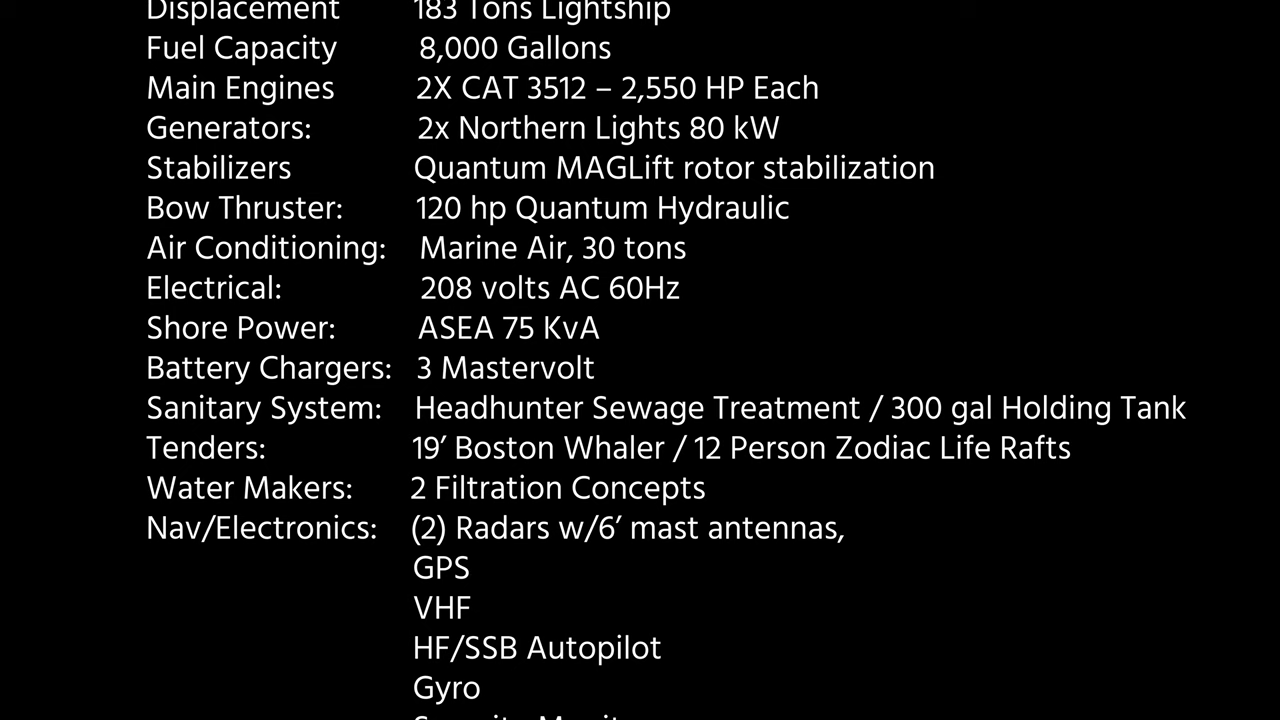 Displacement 183 Tons Lightship
Fuel Capacity 8,000 Gallons
Main Engines 2X CAT 3512 – 2,550 HP Each
Generators: 2x Northern Lights 80 kW
Stabilizers Quantum MAGLift rotor stabilization
Bow Thruster: 120 hp Quantum Hydraulic
Air Conditioning: Marine Air, 30 tons
Electrical: 208 volts AC 60Hz
Shore Power: ASEA 75 KvA
Battery Chargers: 3 Mastervolt
Sanitary System: Headhunter Sewage Treatment / 300 gal Holding Tank
Tenders: 19’ Boston Whaler / 12 Person Zodiac Life Rafts
Water Makers: 2 Filtration Concepts
Nav/Electronics: (2) Radars w/6’ mast antennas,
GPS
VHF
HF/SSB Autopilot
Gyro